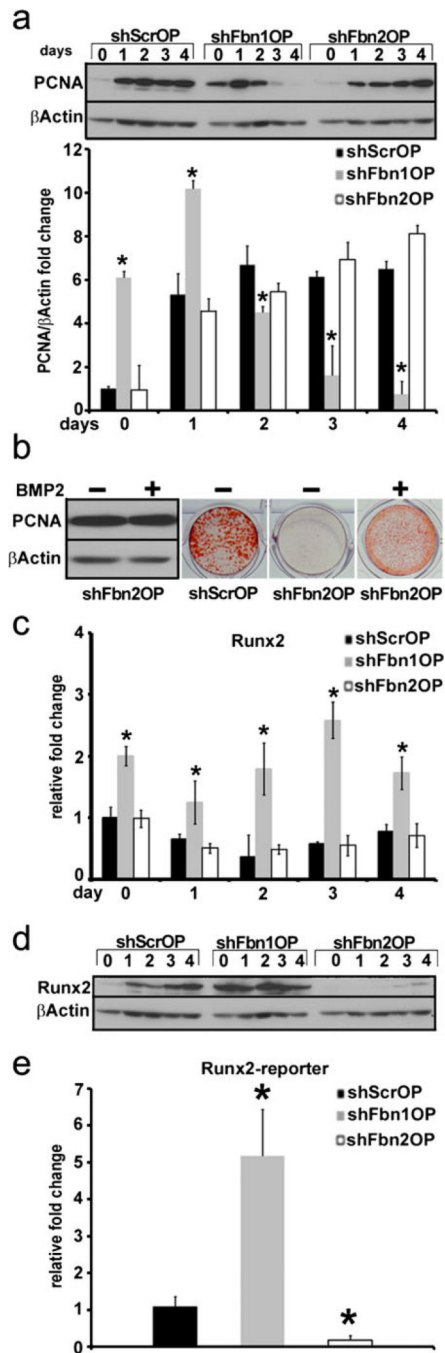 a
shScrOP shFbn1OP shFbn2OP
days 0 1 2 3 4 0 1 2 3 4 0 1 2 3 4
PCNA
βActin
12
10
8
6
4
2
0
PCNA/βActin fold change
shScrOP
shFbn1OP
shFbn2OP
* * * * *
days 0 1 2 3 4
b
BMP2 − + − − +
PCNA
βActin
shFbn2OP shScrOP shFbn2OP shFbn2OP
c
Runx2
4
3
2
1
0
relative fold change
shScrOP
shFbn1OP
shFbn2OP
* * * * *
day 0 1 2 3 4
d
shScrOP shFbn1OP shFbn2OP
0 1 2 3 4 0 1 2 3 4 0 1 2 3 4
Runx2
βActin
e
Runx2-reporter
7
6
5
4
3
2
1
0
relative fold change
shScrOP
shFbn1OP
shFbn2OP
* *